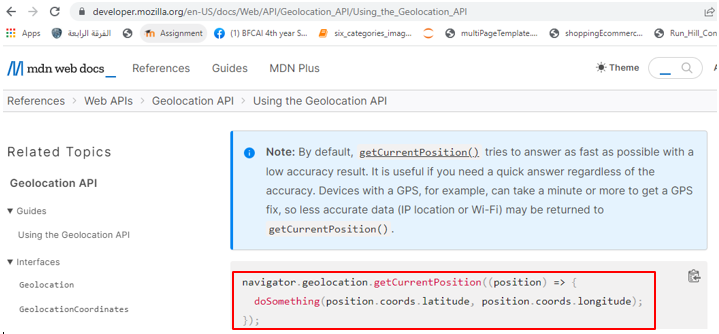 developer.mozilla.org/en-US/docs/Web/API/Geolocation_API/Using_the_Geolocation_API
Apps الفرقة الرابعة Assignment (1) BFCAI 4th year S... six_categories_imag... multiPageTemplate.... shoppingEcommerc... Run_Hill_Con
mdn web docs_ References Guides MDN Plus Theme
References > Web APIs > Geolocation API > Using the Geolocation API
Related Topics
Geolocation API
▼ Guides
Using the Geolocation API
▼ Interfaces
Geolocation
GeolocationCoordinates
Note: By default, getCurrentPosition() tries to answer as fast as possible with a
low accuracy result. It is useful if you need a quick answer regardless of the
accuracy. Devices with a GPS, for example, can take a minute or more to get a GPS
fix, so less accurate data (IP location or Wi-Fi) may be returned to
getCurrentPosition().
navigator.geolocation.getCurrentPosition((position) => {
doSomething(position.coords.latitude, position.coords.longitude);
});